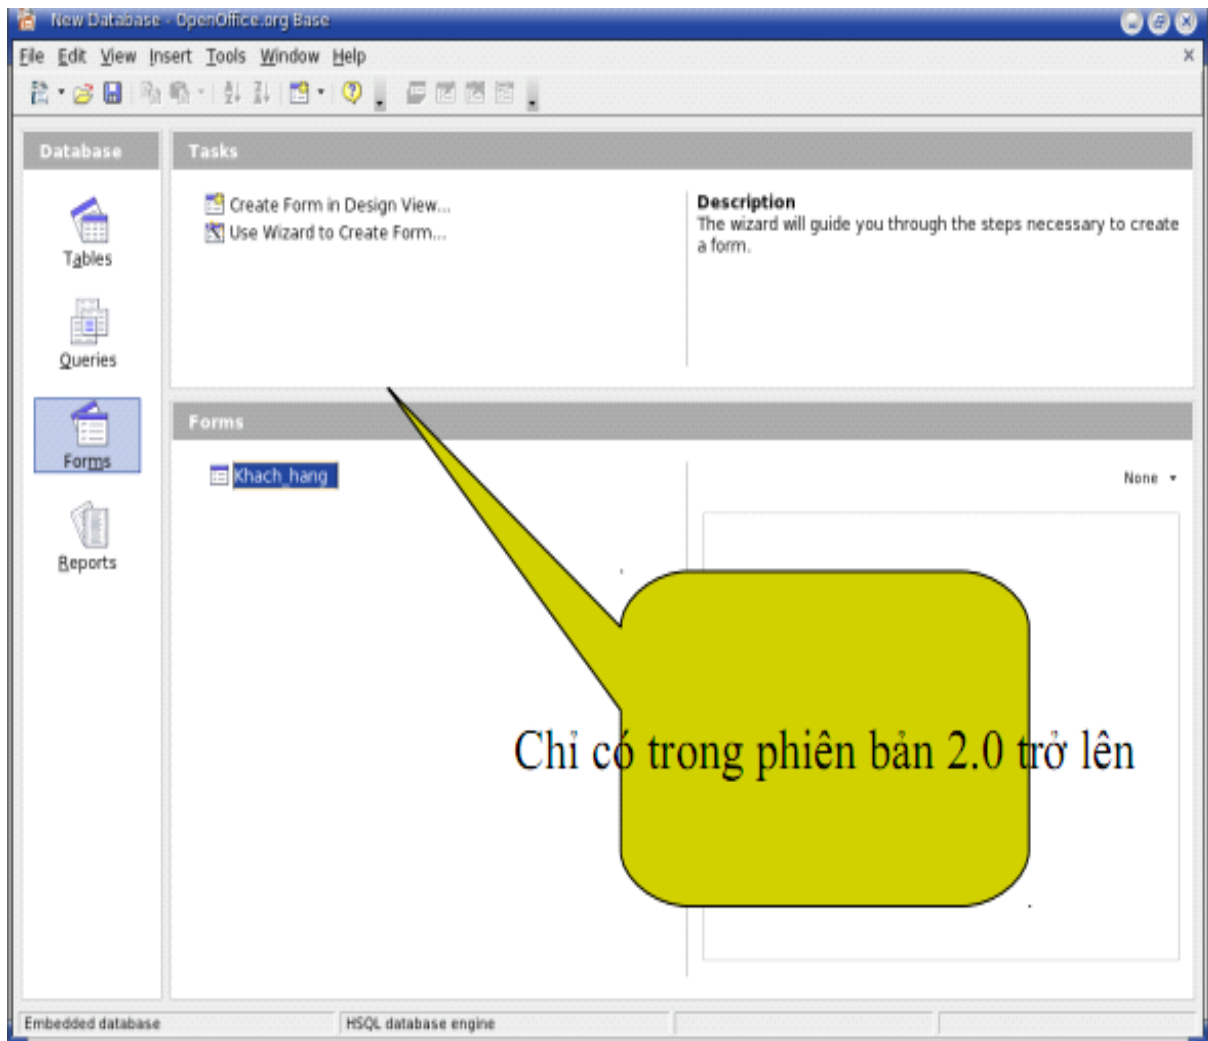 New Database - OpenOffice.org Base
File Edit View Insert Tools Window Help
Database
Tasks
Create Form in Design View...
Use Wizard to Create Form...
Description
The wizard will guide you through the steps necessary to create
a form.
Tables
Queries
Forms
Reports
Forms
Khach_hang
None
Chỉ có trong phiên bản 2.0 trở lên
Embedded database
HSQL database engine